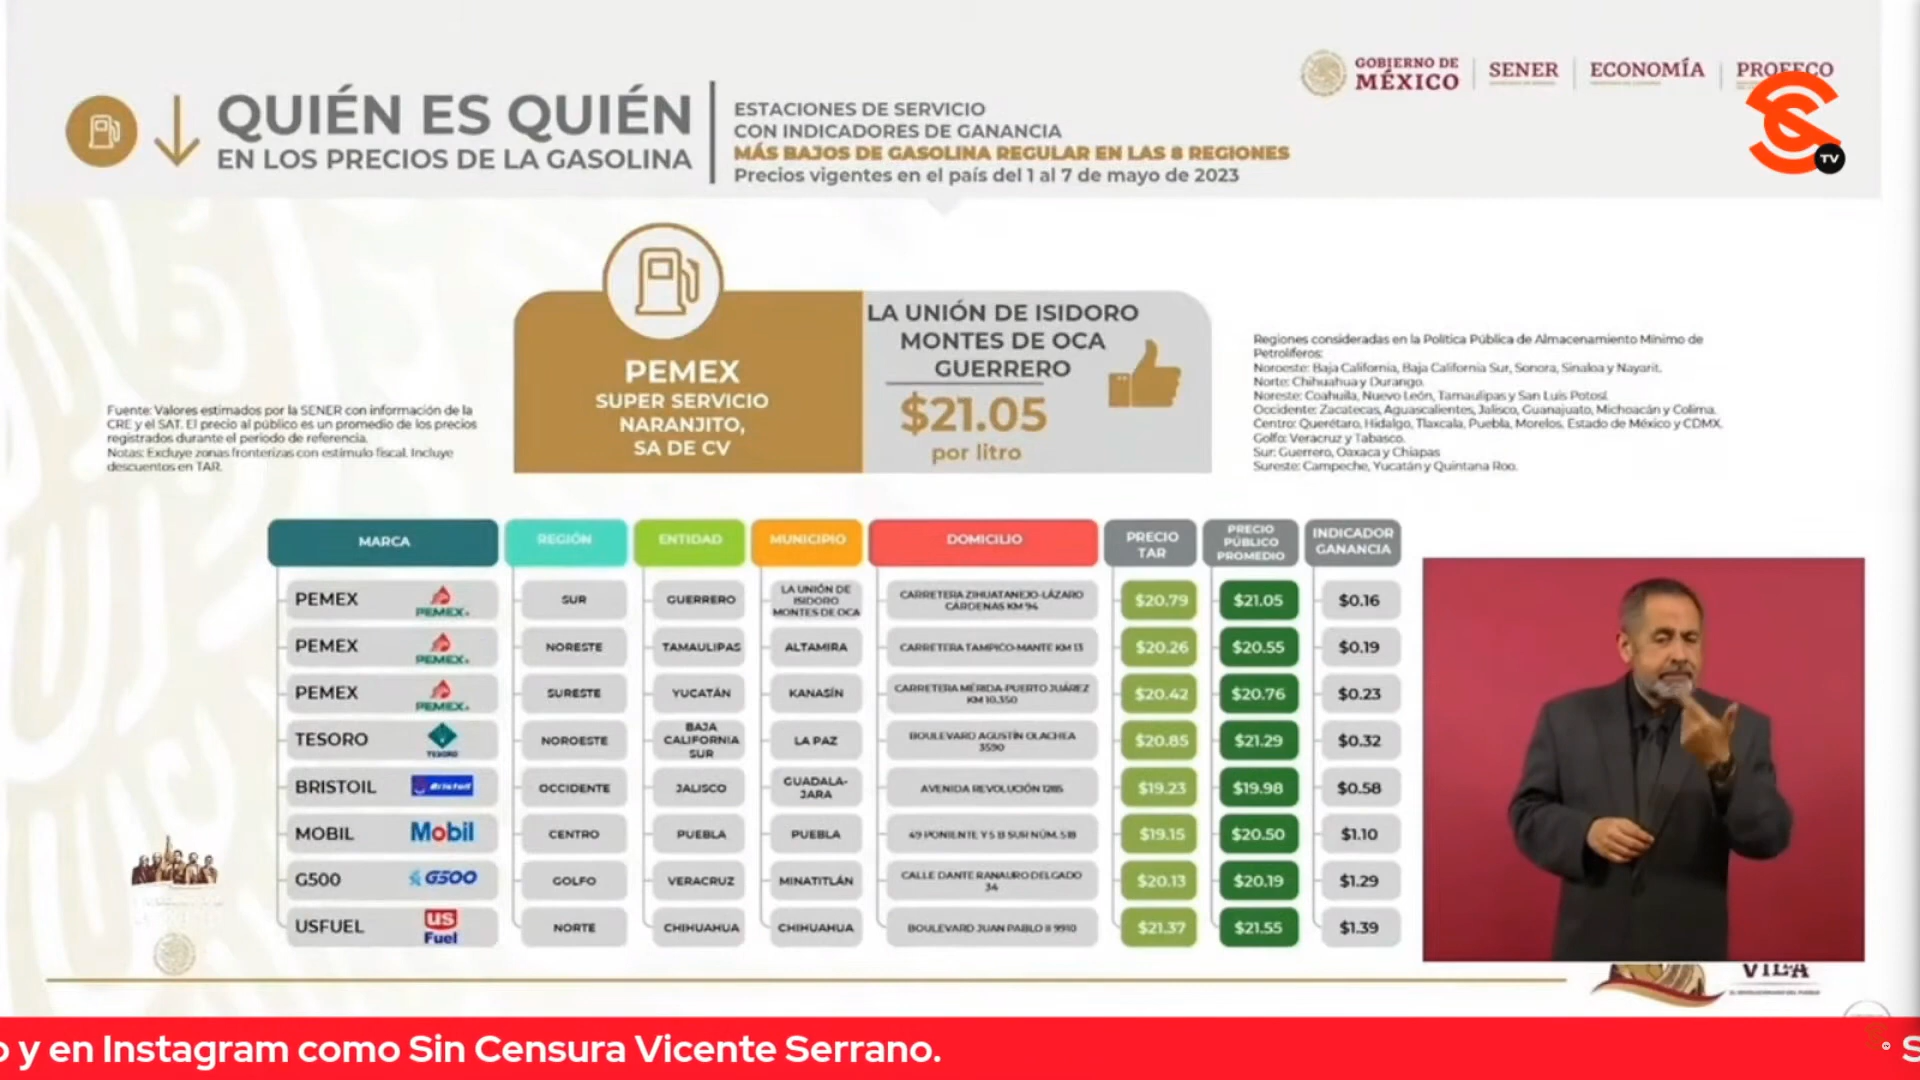 QUIÉN ES QUIÉN
EN LOS PRECIOS DE LA GASOLINA
ESTACIONES DE SERVICIO
CON INDICADORES DE GANANCIA
MÁS BAJOS DE GASOLINA REGULAR EN LAS 8 REGIONES
Precios vigentes en el país del 1 al 7 de mayo de 2023
GOBIERNO DE
MÉXICO
SENER
ECONOMÍA
PROFECO
TV
PEMEX
SUPER SERVICIO
NARANJITO,
SA DE CV
LA UNIÓN DE ISIDORO
MONTES DE OCA
GUERRERO
$21.05
por litro
Fuente: Valores estimados por la SENER con información de la
CRE y el SAT. El precio al público es un promedio de los precios
registrados durante el periodo de referencia.
Notas: Excluye zonas fronterizas con estímulo fiscal. Incluye
descuentos en TAR.
Regiones consideradas en la Política Pública de Almacenamiento Mínimo de
Petrolíferos:
Noroeste: Baja California, Baja California Sur, Sonora, Sinaloa y Nayarit.
Norte: Chihuahua y Durango.
Noreste: Coahuila, Nuevo León, Tamaulipas y San Luis Potosí.
Occidente: Zacatecas, Aguascalientes, Jalisco, Guanajuato, Michoacán y Colima.
Centro: Querétaro, Hidalgo, Tlaxcala, Puebla, Morelos, Estado de México y CDMX.
Golfo: Veracruz y Tabasco.
Sur: Guerrero, Oaxaca y Chiapas
Sureste: Campeche, Yucatán y Quintana Roo.
MARCA REGIÓN ENTIDAD MUNICIPIO DOMICILIO PRECIO TAR PRECIO PÚBLICO PROMEDIO INDICADOR GANANCIA
PEMEX PEMEX SUR GUERRERO LA UNIÓN DE ISIDORO MONTES DE OCA CARRETERA ZIHUATANEJO-LÁZARO CÁRDENAS KM 94 $20.79 $21.05 $0.16
PEMEX PEMEX NORESTE TAMAULIPAS ALTAMIRA CARRETERA TAMPICO-MANTE KM 13 $20.26 $20.55 $0.19
PEMEX PEMEX SURESTE YUCATÁN KANASÍN CARRETERA MÉRIDA-PUERTO JUÁREZ KM 10.350 $20.42 $20.76 $0.23
TESORO TESORO NOROESTE BAJA CALIFORNIA SUR LA PAZ BOULEVARD AGUSTÍN OLACHEA 3590 $20.85 $21.29 $0.32
BRISTOIL Bristoil OCCIDENTE JALISCO GUADALA-JARA AVENIDA REVOLUCIÓN 1285 $19.23 $19.98 $0.58
MOBIL Mobil CENTRO PUEBLA PUEBLA 49 PONIENTE Y 5 B SUR NÚM. 518 $19.15 $20.50 $1.10
G500 G500 GOLFO VERACRUZ MINATITLÁN CALLE DANTE RANAURO DELGADO 34 $20.13 $20.19 $1.29
USFUEL us Fuel NORTE CHIHUAHUA CHIHUAHUA BOULEVARD JUAN PABLO II 9910 $21.37 $21.55 $1.39
VILLA
o y en Instagram como Sin Censura Vicente Serrano.
S